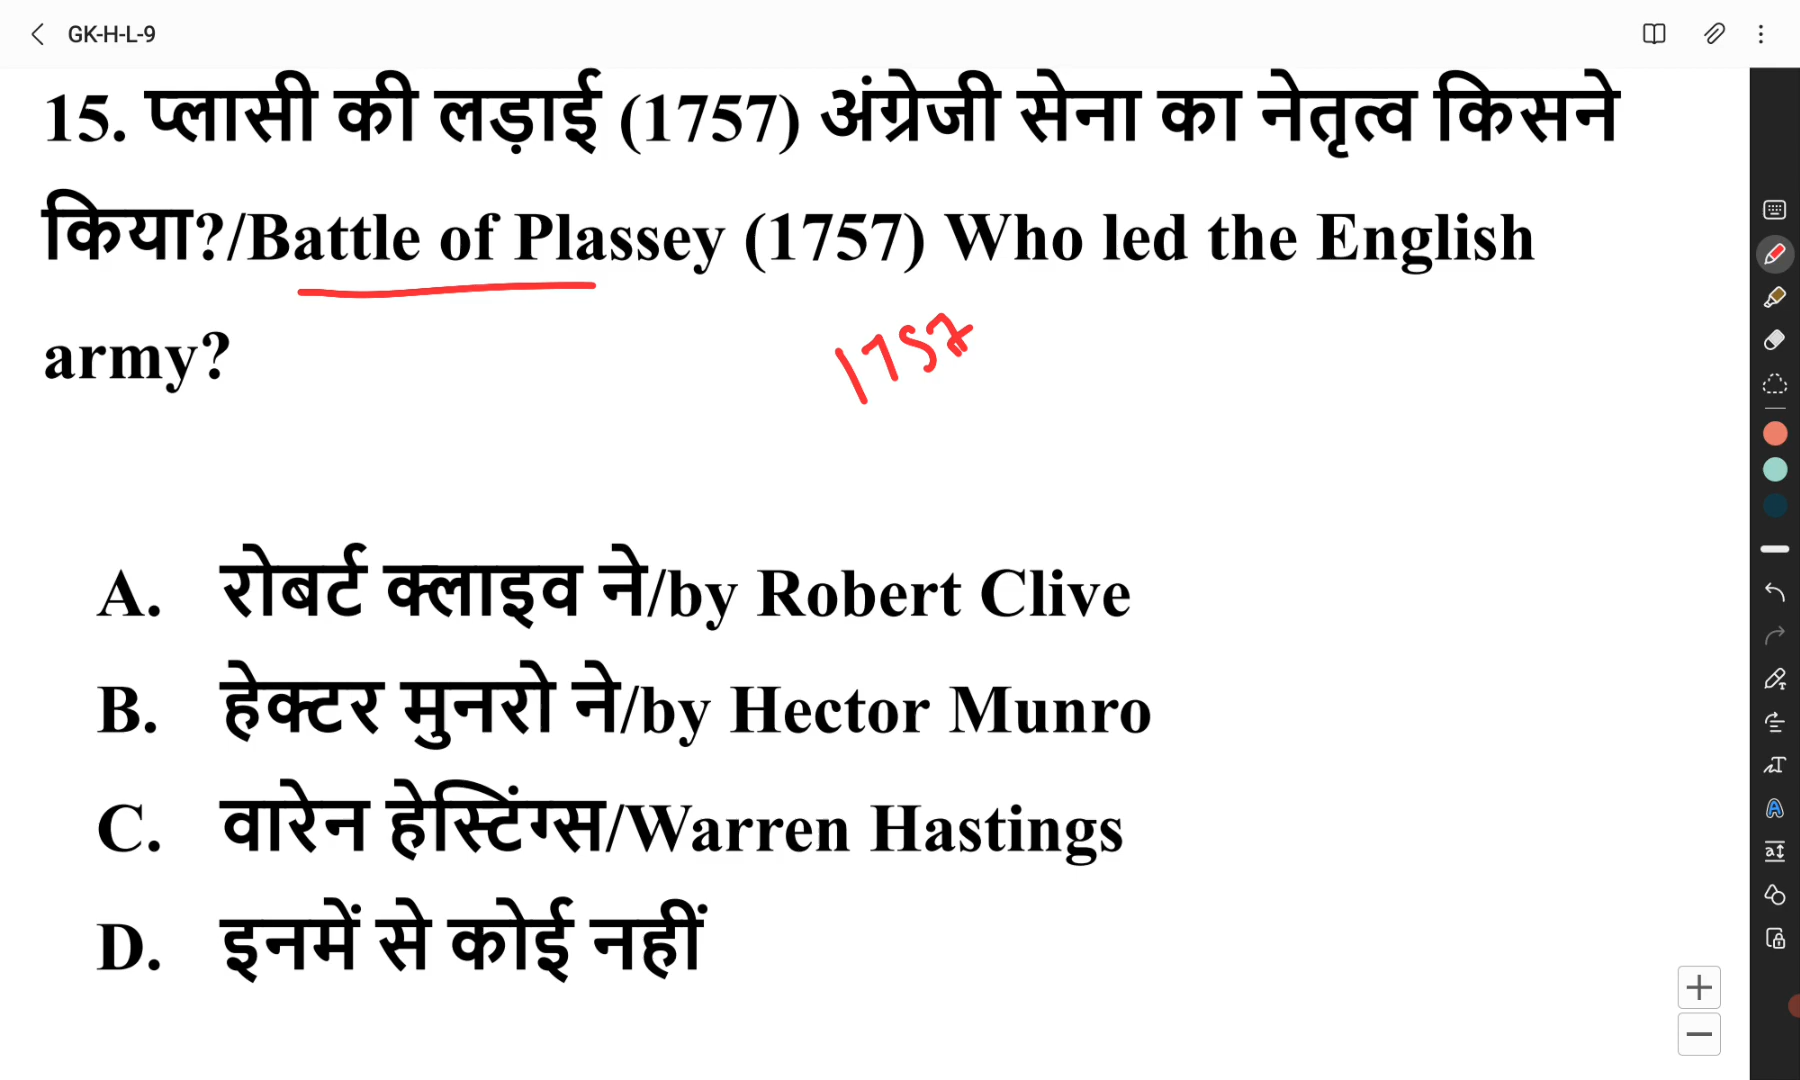 GK-H-L-9
15. प्लासी की लड़ाई (1757) अंग्रेजी सेना का नेतृत्व किसने
किया?/Battle of Plassey (1757) Who led the English
army?
1757
A. रोबर्ट क्लाइव ने/by Robert Clive
B. हेक्टर मुनरो ने/by Hector Munro
C. वारेन हेस्टिंग्स/Warren Hastings
D. इनमें से कोई नहीं